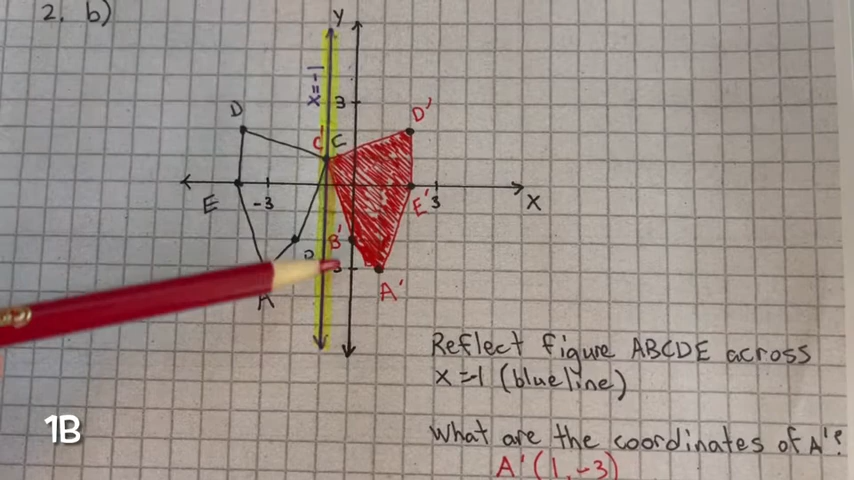 2. b)
Y
x=-1
3
D
D'
C'
C
E
-3
E'
3
X
B'
A
A'
Reflect figure ABCDE across
x=-1 (blue line)
What are the coordinates of A'?
A'(1,-3)
1B